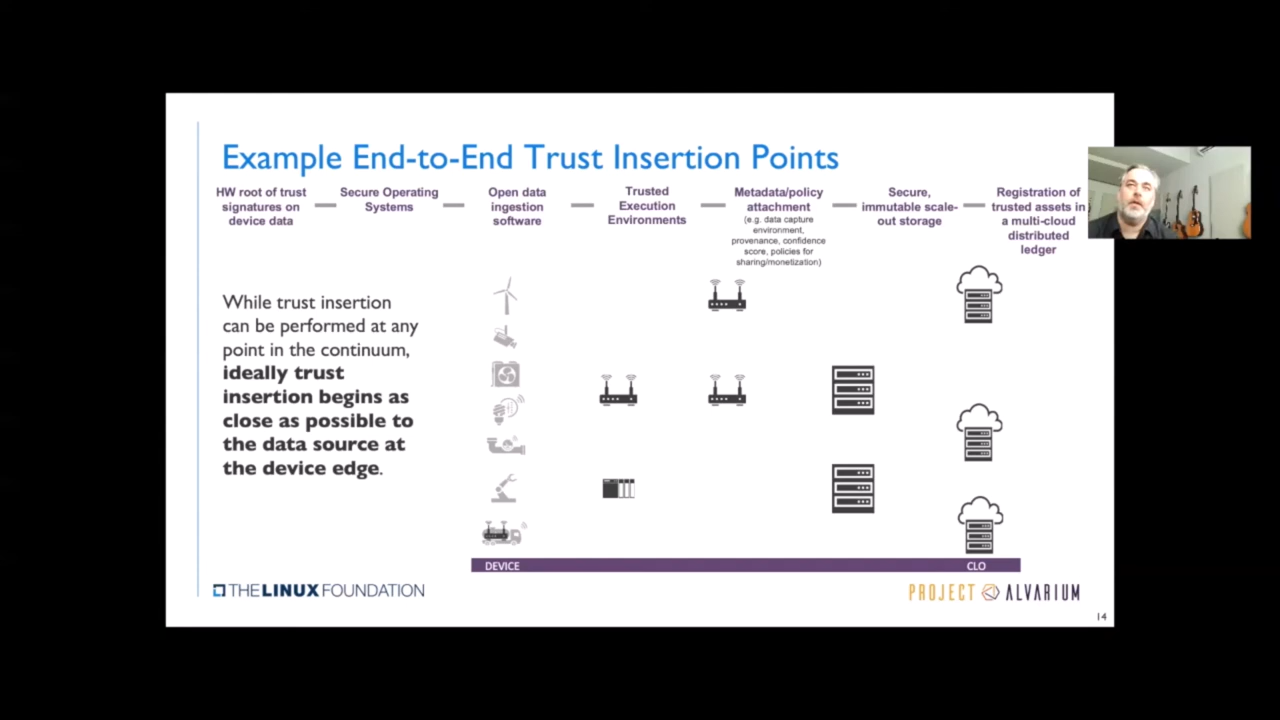 Example End-to-End Trust Insertion Points
HW root of trust
signatures on
device data
Secure Operating
Systems
Open data
ingestion
software
Trusted
Execution
Environments
Metadata/policy
attachment
(e.g. data capture
environment,
provenance, confidence
score, policies for
sharing/monetization)
Secure,
immutable scale-
out storage
Registration of
trusted assets in
a multi-cloud
distributed
ledger
While trust insertion
can be performed at any
point in the continuum,
ideally trust
insertion begins as
close as possible to
the data source at
the device edge.
DEVICE
CLO
THE LINUX FOUNDATION
PROJECT ALVARIUM
14